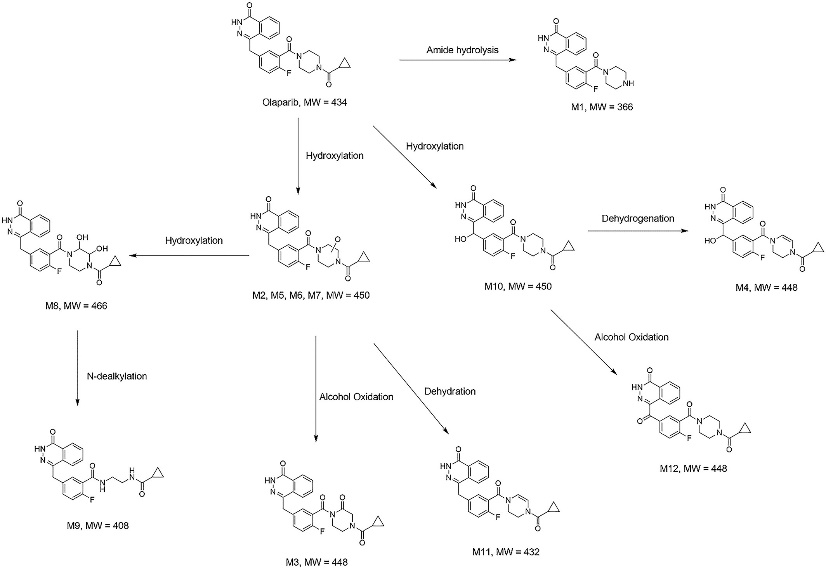 Olaparib, MW = 434
Amide hydrolysis
M1, MW = 366
Hydroxylation
Hydroxylation
M8, MW = 466
Hydroxylation
M2, M5, M6, M7, MW = 450
M10, MW = 450
Dehydrogenation
M4, MW = 448
N-dealkylation
Alcohol Oxidation
Dehydration
Alcohol Oxidation
M9, MW = 408
M3, MW = 448
M11, MW = 432
M12, MW = 448